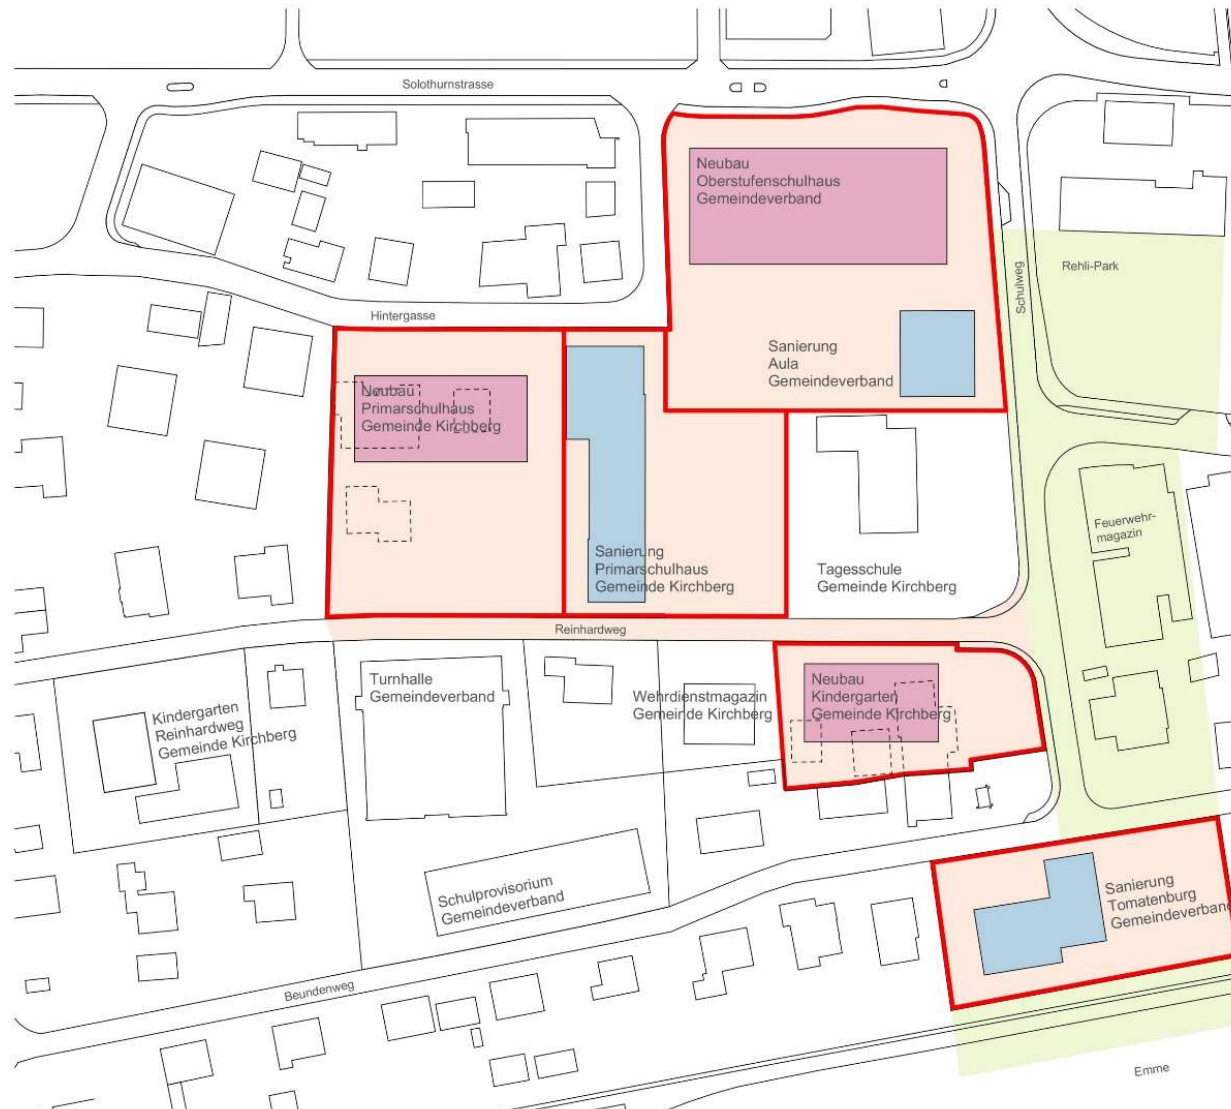 Solothurnstrasse
Neubau
Oberstufenschulhaus
Gemeindeverband
Rehli-Park
Schulweg
Hintergasse
Sanierung
Aula
Gemeindeverband
Neubau
Primarschulhaus
Gemeinde Kirchberg
Feuerwehr-
magazin
Sanierung
Primarschulhaus
Gemeinde Kirchberg
Tagesschule
Gemeinde Kirchberg
Reinhardweg
Turnhalle
Gemeindeverband
Wehrdienstmagazin
Gemeinde Kirchberg
Neubau
Kindergarten
Gemeinde Kirchberg
Kindergarten
Reinhardweg
Gemeinde Kirchberg
Schulprovisorium
Gemeindeverband
Sanierung
Tomatenburg
Gemeindeverband
Beundenweg
Emme